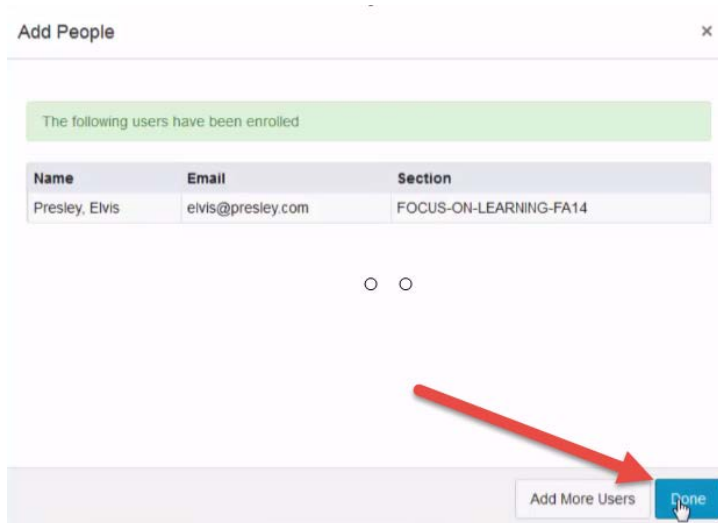 Add People ×
The following users have been enrolled
Name Email Section
Presley, Elvis elvis@presley.com FOCUS-ON-LEARNING-FA14
Add More Users Done